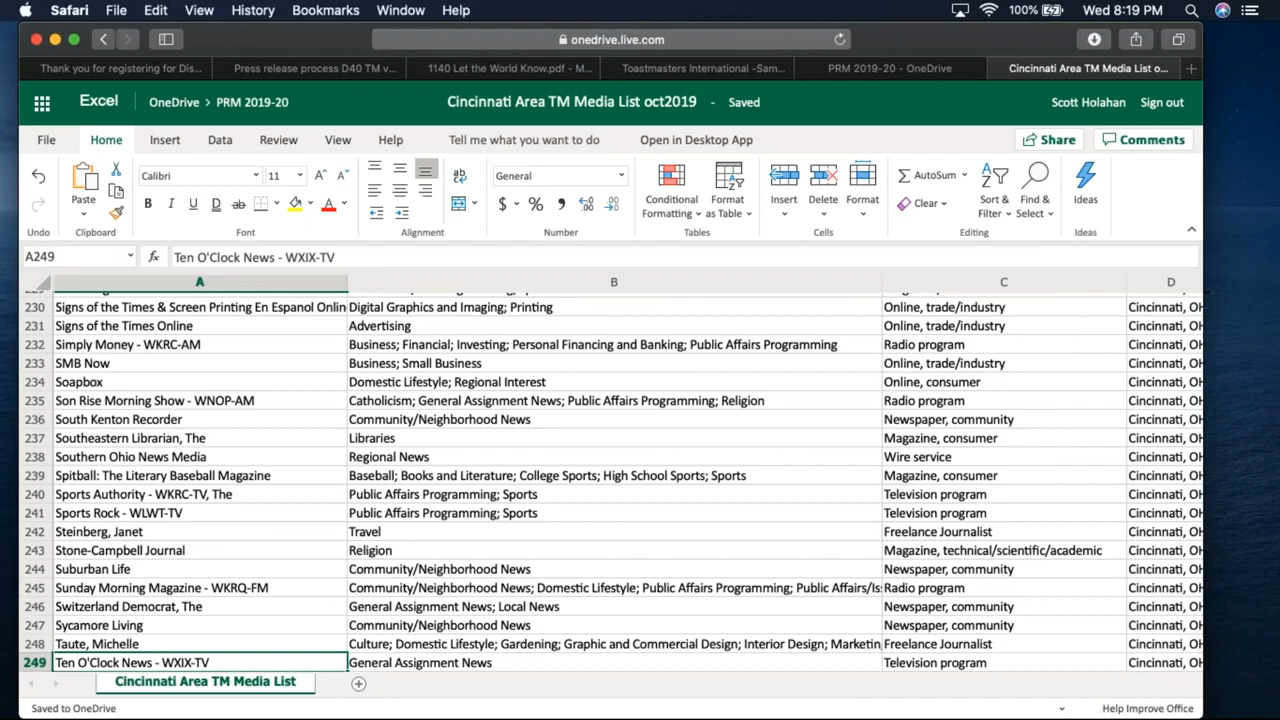 Safari File Edit View History Bookmarks Window Help 100% Wed 8:19 PM
onedrive.live.com
Thank you for registering for Dis... Press release process D40 TM v... 1140 Let the World Know.pdf - M... Toastmasters International -Sam... PRM 2019-20 - OneDrive Cincinnati Area TM Media List o...
Excel OneDrive > PRM 2019-20 Cincinnati Area TM Media List oct2019 - Saved Scott Holahan Sign out
File Home Insert Data Review View Help Tell me what you want to do Open in Desktop App Share Comments
Calibri 11 General AutoSum
Paste Conditional Formatting Format as Table Insert Delete Format Clear Sort & Filter Find & Select Ideas
B I U D ab A $ % 9 .00
Undo Clipboard Font Alignment Number Tables Cells Editing Ideas
A249 fx Ten O'Clock News - WXIX-TV
A B C D
230 Signs of the Times & Screen Printing En Espanol Onlin Digital Graphics and Imaging; Printing Online, trade/industry Cincinnati, OH
231 Signs of the Times Online Advertising Online, trade/industry Cincinnati, OH
232 Simply Money - WKRC-AM Business; Financial; Investing; Personal Financing and Banking; Public Affairs Programming Radio program Cincinnati, OH
233 SMB Now Business; Small Business Online, trade/industry Cincinnati, OH
234 Soapbox Domestic Lifestyle; Regional Interest Online, consumer Cincinnati, OH
235 Son Rise Morning Show - WNOP-AM Catholicism; General Assignment News; Public Affairs Programming; Religion Radio program Cincinnati, OH
236 South Kenton Recorder Community/Neighborhood News Newspaper, community Cincinnati, OH
237 Southeastern Librarian, The Libraries Magazine, consumer Cincinnati, OH
238 Southern Ohio News Media Regional News Wire service Cincinnati, OH
239 Spitball: The Literary Baseball Magazine Baseball; Books and Literature; College Sports; High School Sports; Sports Magazine, consumer Cincinnati, OH
240 Sports Authority - WKRC-TV, The Public Affairs Programming; Sports Television program Cincinnati, OH
241 Sports Rock - WLWT-TV Public Affairs Programming; Sports Television program Cincinnati, OH
242 Steinberg, Janet Travel Freelance Journalist Cincinnati, OH
243 Stone-Campbell Journal Religion Magazine, technical/scientific/academic Cincinnati, OH
244 Suburban Life Community/Neighborhood News Newspaper, community Cincinnati, OH
245 Sunday Morning Magazine - WKRQ-FM Community/Neighborhood News; Domestic Lifestyle; Public Affairs Programming; Public Affairs/Is Radio program Cincinnati, OH
246 Switzerland Democrat, The General Assignment News; Local News Newspaper, community Cincinnati, OH
247 Sycamore Living Community/Neighborhood News Newspaper, community Cincinnati, OH
248 Taute, Michelle Culture; Domestic Lifestyle; Gardening; Graphic and Commercial Design; Interior Design; Marketin Freelance Journalist Cincinnati, OH
249 Ten O'Clock News - WXIX-TV General Assignment News Television program Cincinnati, OH
Cincinnati Area TM Media List
Saved to OneDrive Help Improve Office